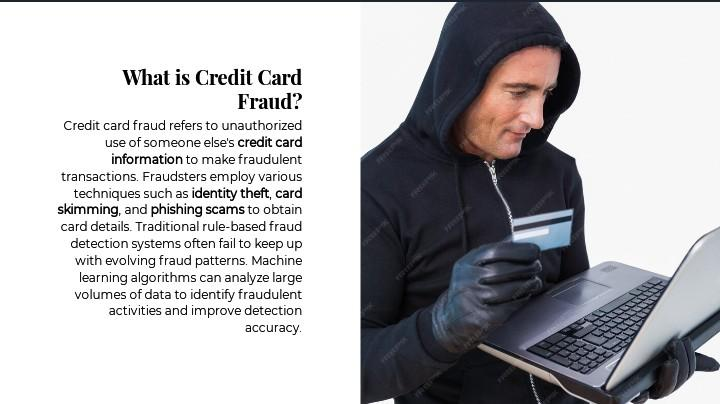 What is Credit Card
Fraud?
Credit card fraud refers to unauthorized
use of someone else's credit card
information to make fraudulent
transactions. Fraudsters employ various
techniques such as identity theft, card
skimming, and phishing scams to obtain
card details. Traditional rule-based fraud
detection systems often fail to keep up
with evolving fraud patterns. Machine
learning algorithms can analyze large
volumes of data to identify fraudulent
activities and improve detection
accuracy.